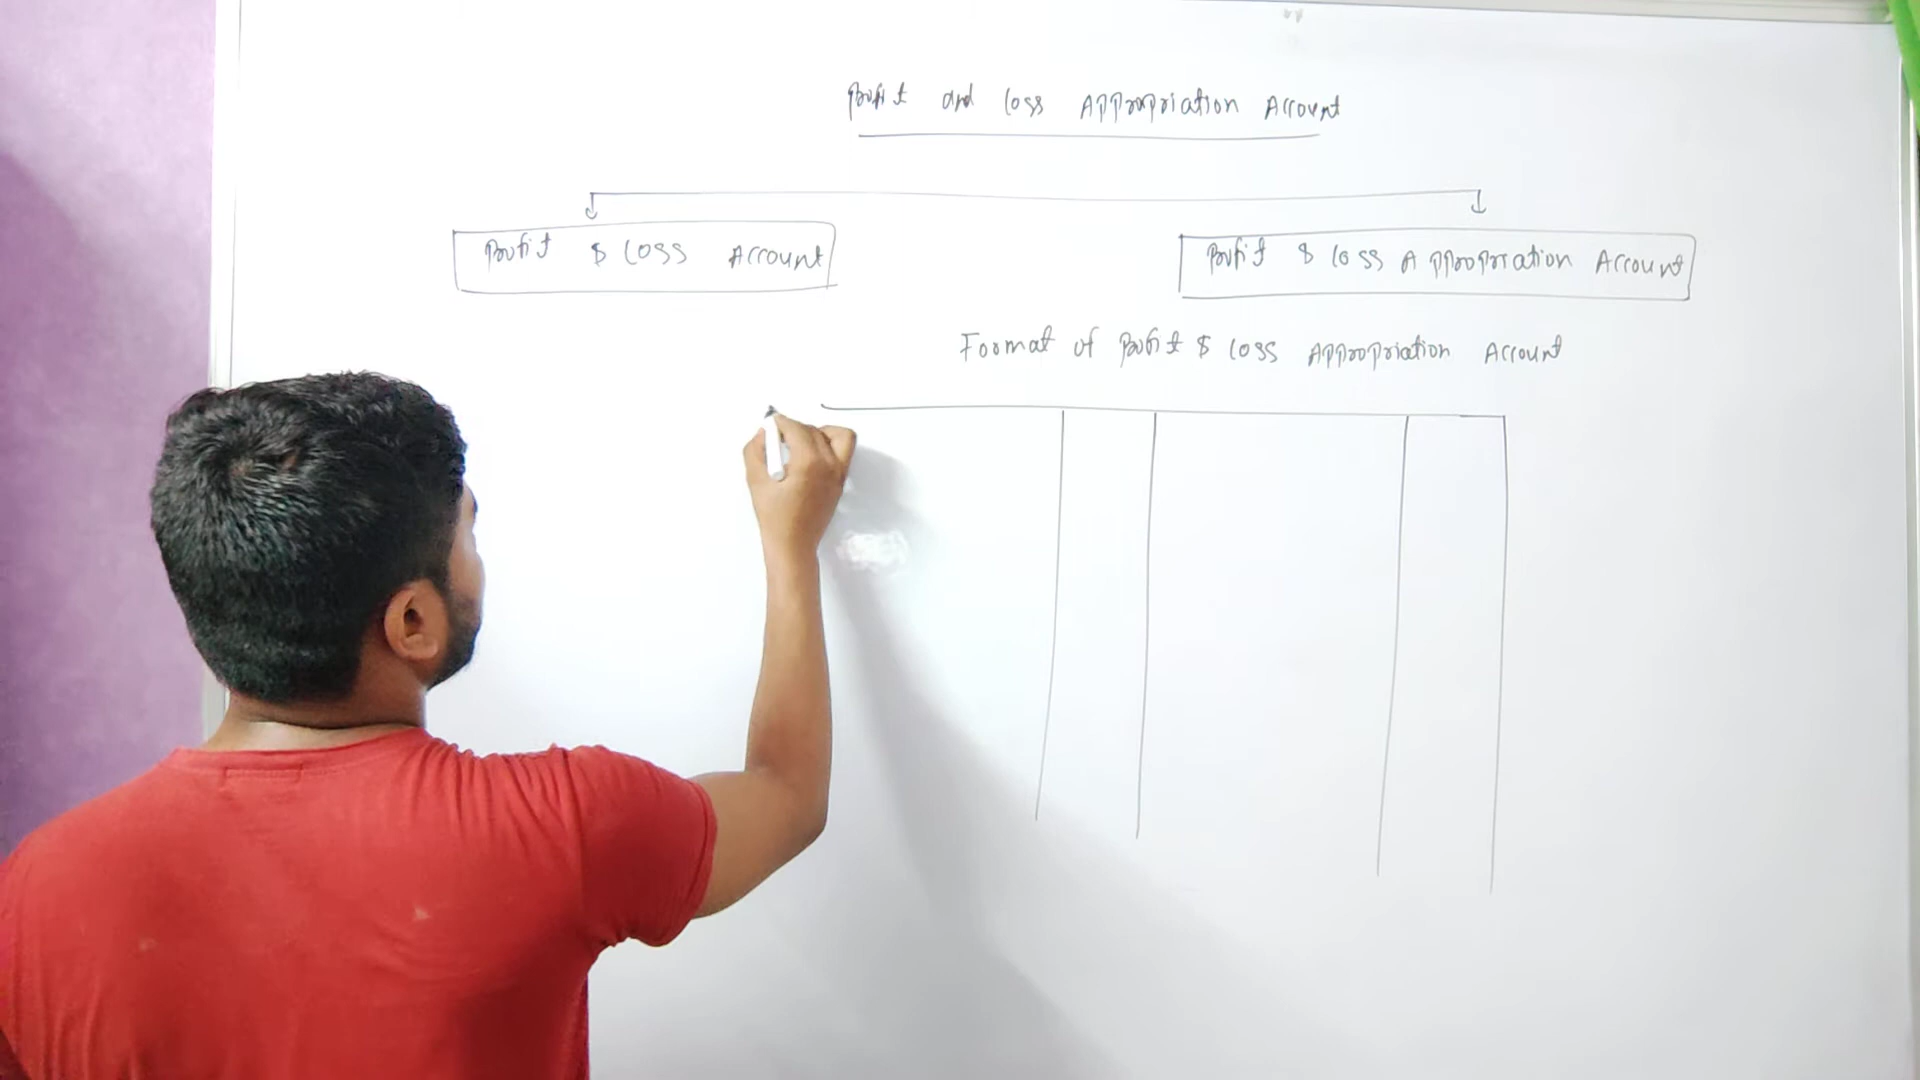 Profit and Loss Appropriation Account
Profit & Loss Account
Profit & Loss Appropriation Account
Format of Profit & Loss Appropriation Account